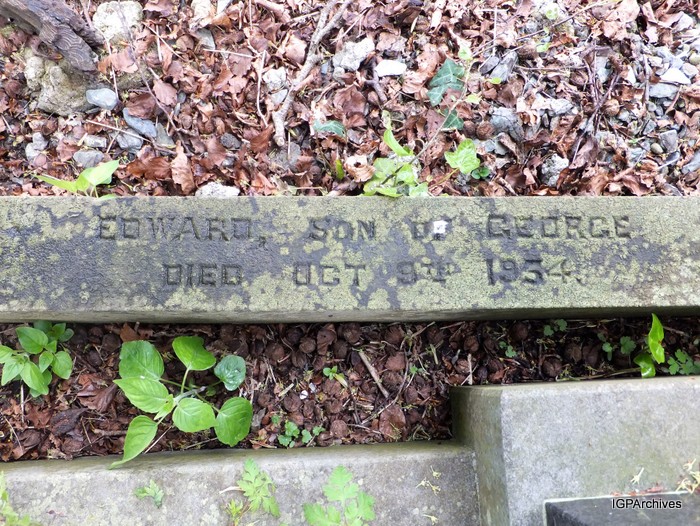 EDWARD, SON OF GEORGE
DIED OCT 9TH 1934.
IGPArchives